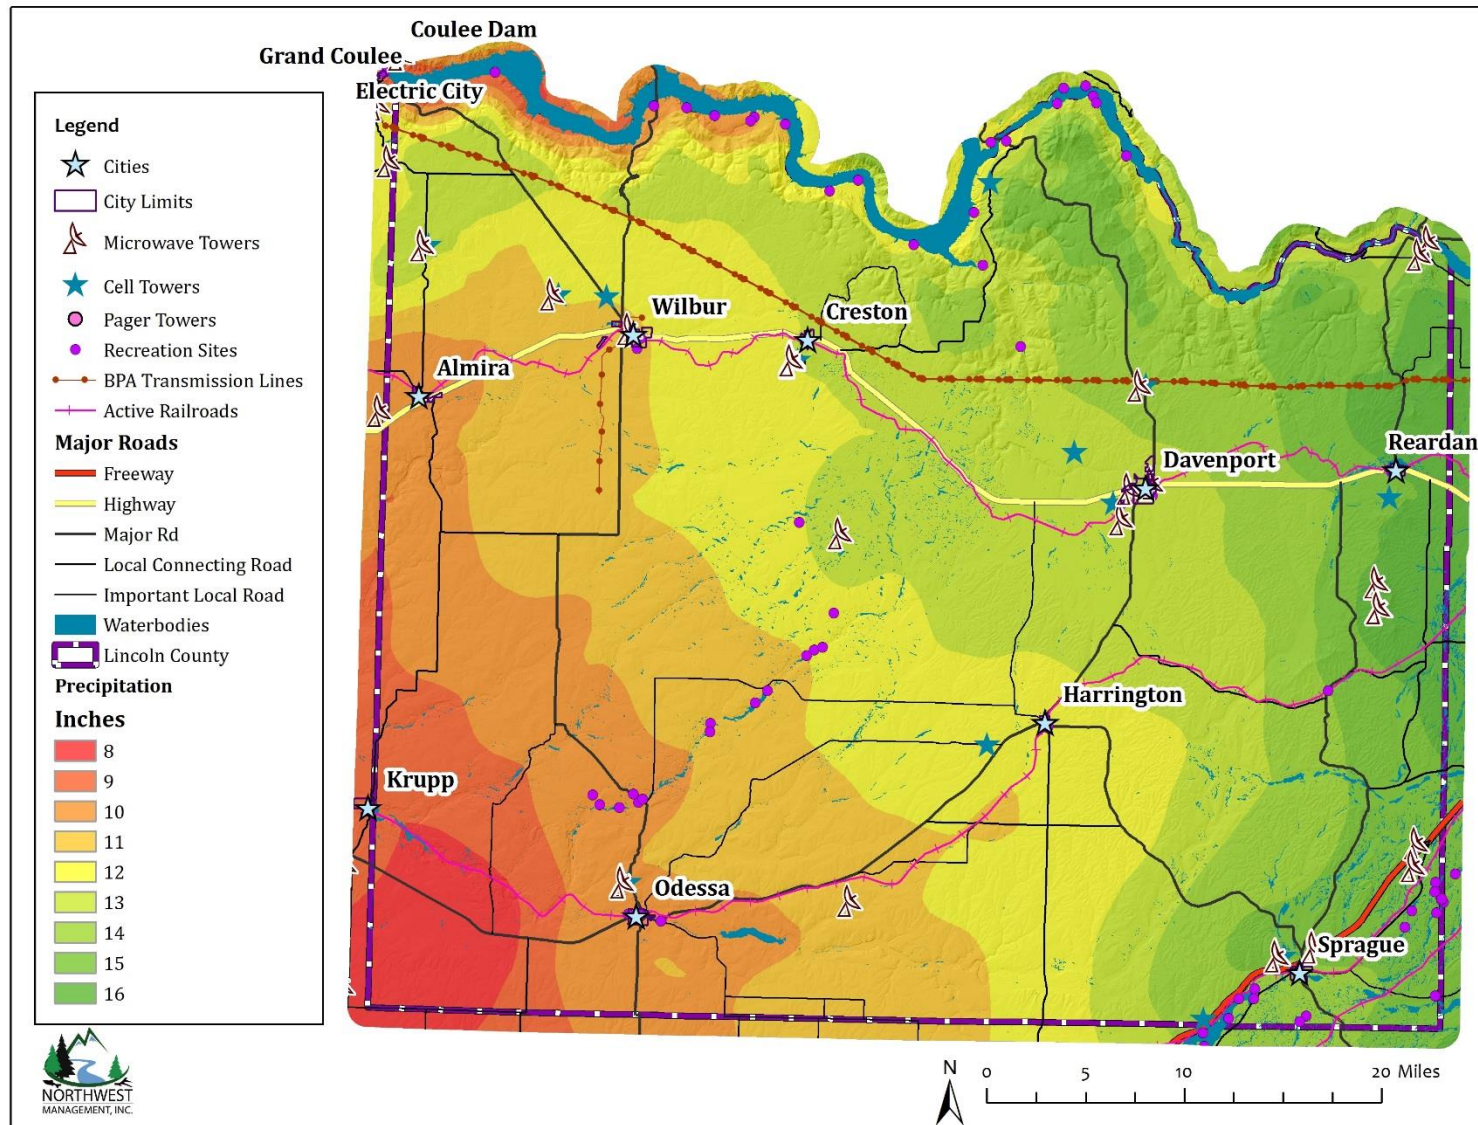 Coulee Dam
Grand Coulee
Electric City
Legend
Cities
City Limits
Microwave Towers
Cell Towers
Pager Towers
Recreation Sites
BPA Transmission Lines
Active Railroads
Major Roads
Freeway
Highway
Major Rd
Local Connecting Road
Important Local Road
Waterbodies
Lincoln County
Precipitation
Inches
8
9
10
11
12
13
14
15
16
Wilbur
Creston
Almira
Reardan
Davenport
Harrington
Krupp
Odessa
Sprague
NORTHWEST
MANAGEMENT, INC.
N
0 5 10 20 Miles